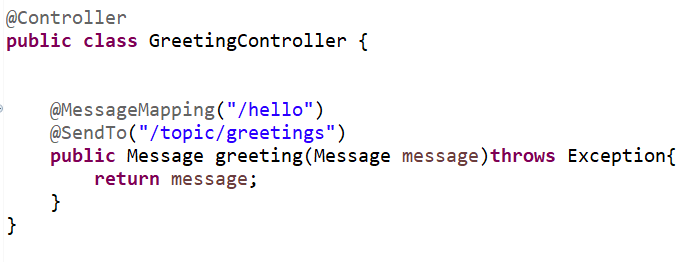 @Controller
public class GreetingController {
@MessageMapping("/hello")
@SendTo("/topic/greetings")
public Message greeting(Message message)throws Exception{
return message;
}
}